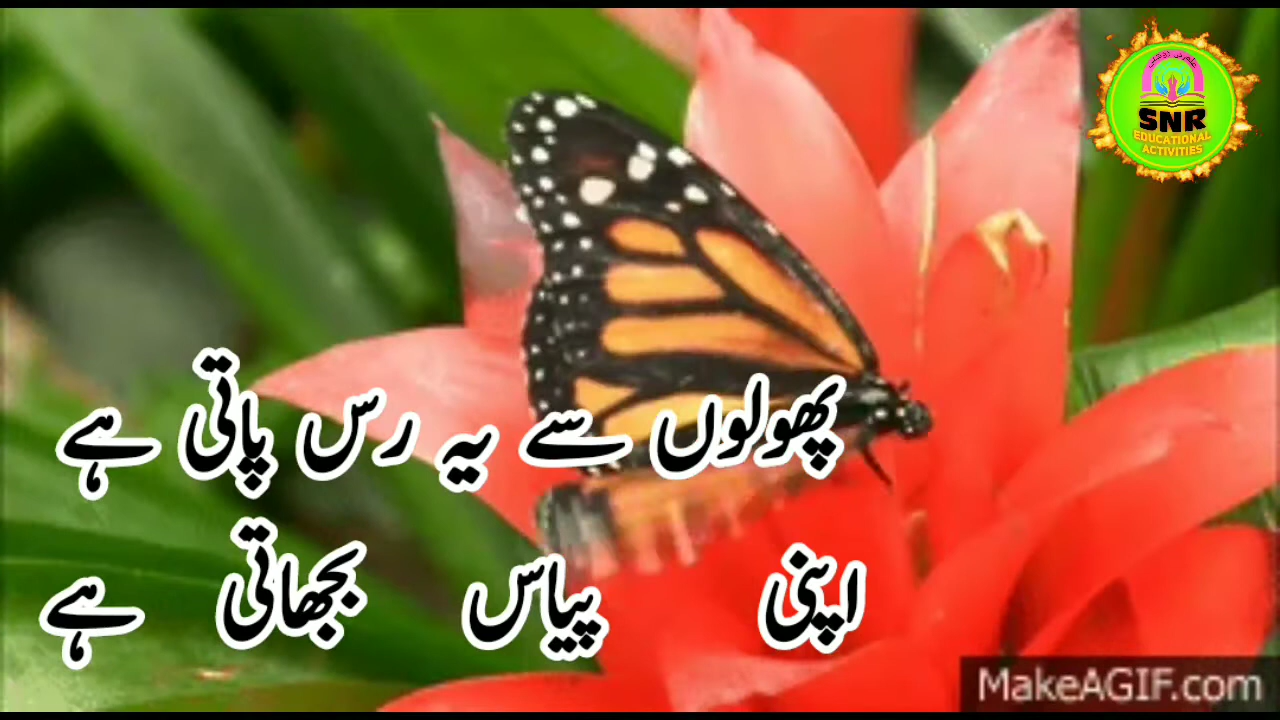 SNR
EDUCATIONAL
ACTIVITIES
پھولوں سے یہ رس پاتی ہے
اپنی پیاس بجھاتی ہے
MakeAGIF.com